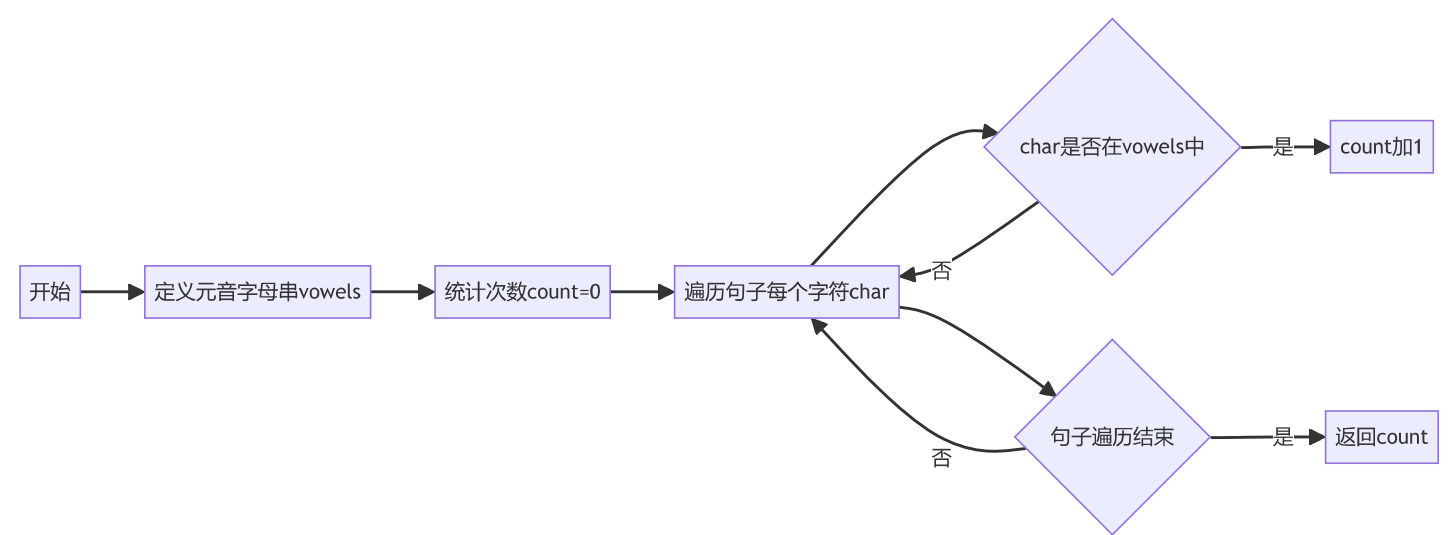 开始
定义元音字母串vowels
统计次数count=0
遍历句子每个字符char
char是否在vowels中
是
count加1
否
句子遍历结束
是
返回count
否